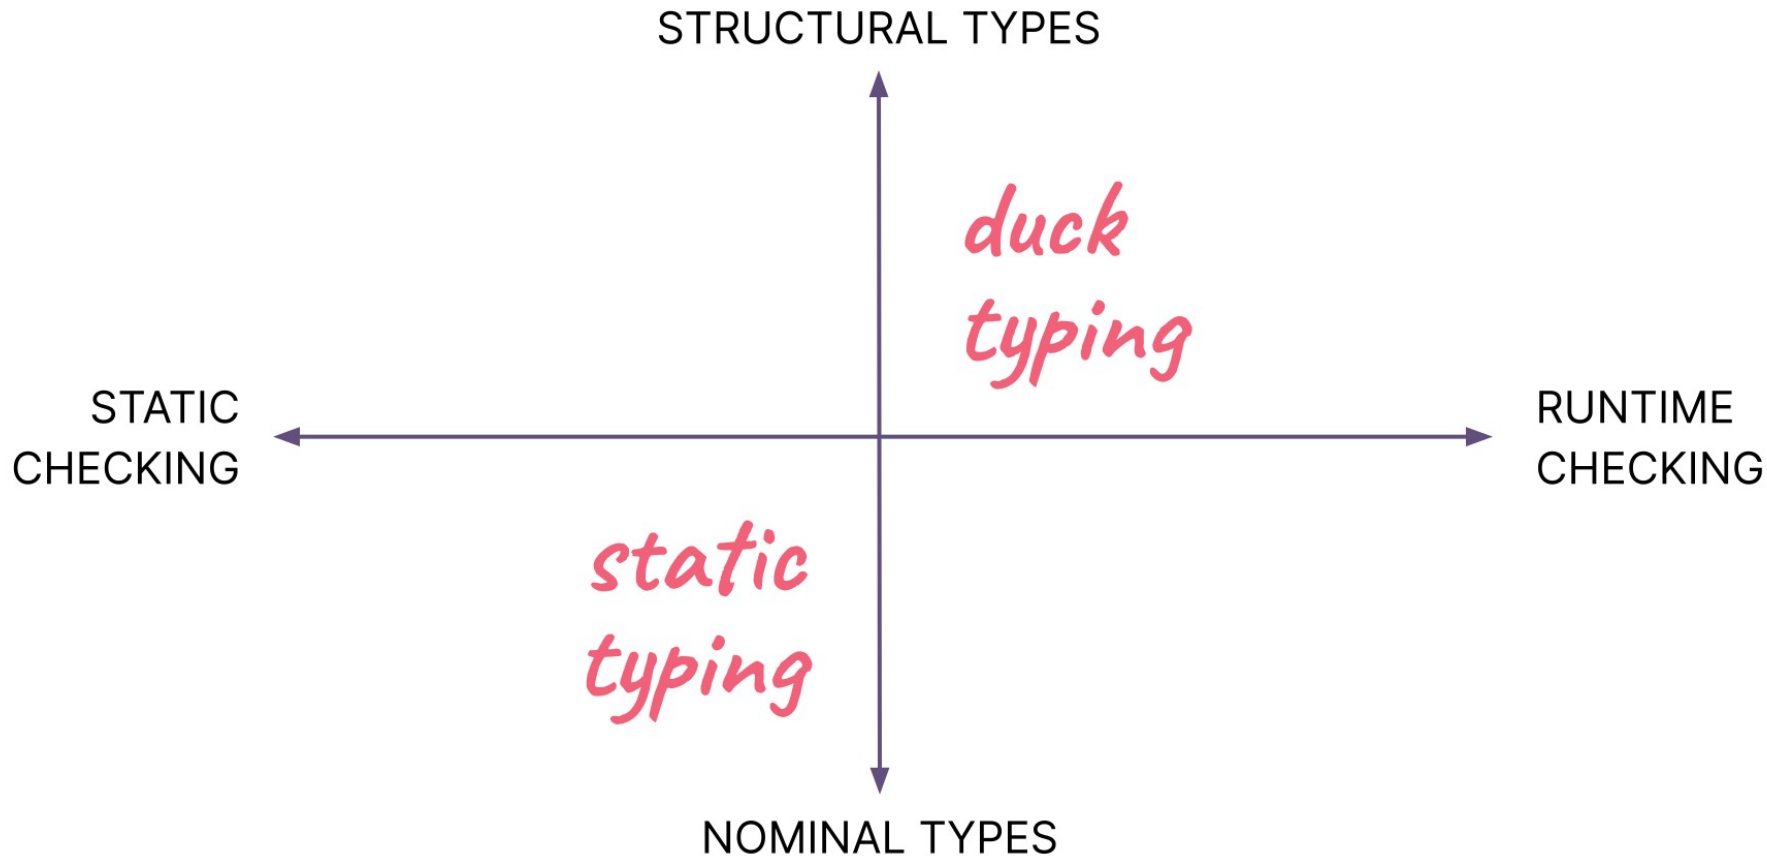 STRUCTURAL TYPES
duck
typing
STATIC
CHECKING
RUNTIME
CHECKING
static
typing
NOMINAL TYPES